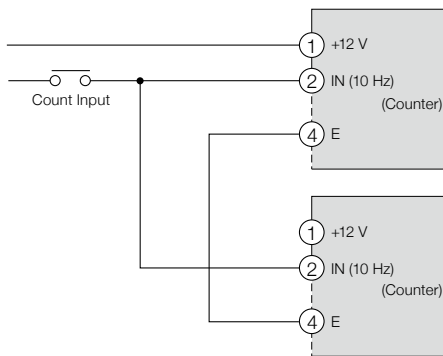 1 +12 V
2 IN (10 Hz)
Count Input
(Counter)
4 E
1 +12 V
2 IN (10 Hz)
(Counter)
4 E